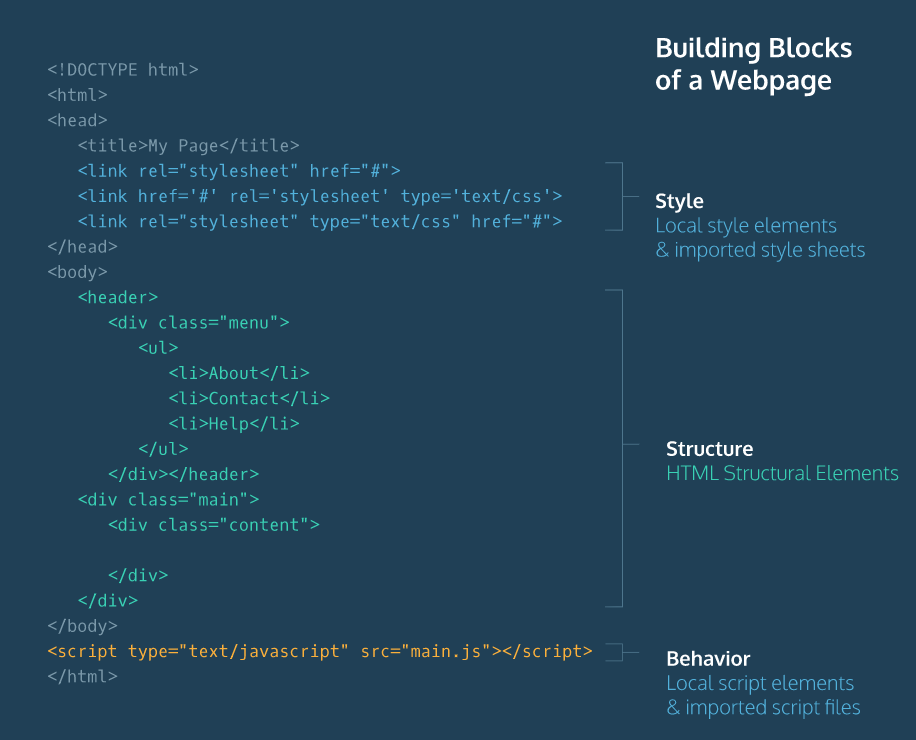 Building Blocks
of a Webpage
<!DOCTYPE html>
<html>
<head>
<title>My Page</title>
<link rel="stylesheet" href="#">
<link href='#' rel='stylesheet' type='text/css'>
<link rel="stylesheet" type="text/css" href="#">
</head>
<body>
<header>
<div class="menu">
<ul>
<li>About</li>
<li>Contact</li>
<li>Help</li>
</ul>
</div></header>
<div class="main">
<div class="content">
</div>
</div>
</body>
<script type="text/javascript" src="main.js"></script>
</html>
Style
Local style elements
& imported style sheets
Structure
HTML Structural Elements
Behavior
Local script elements
& imported script files